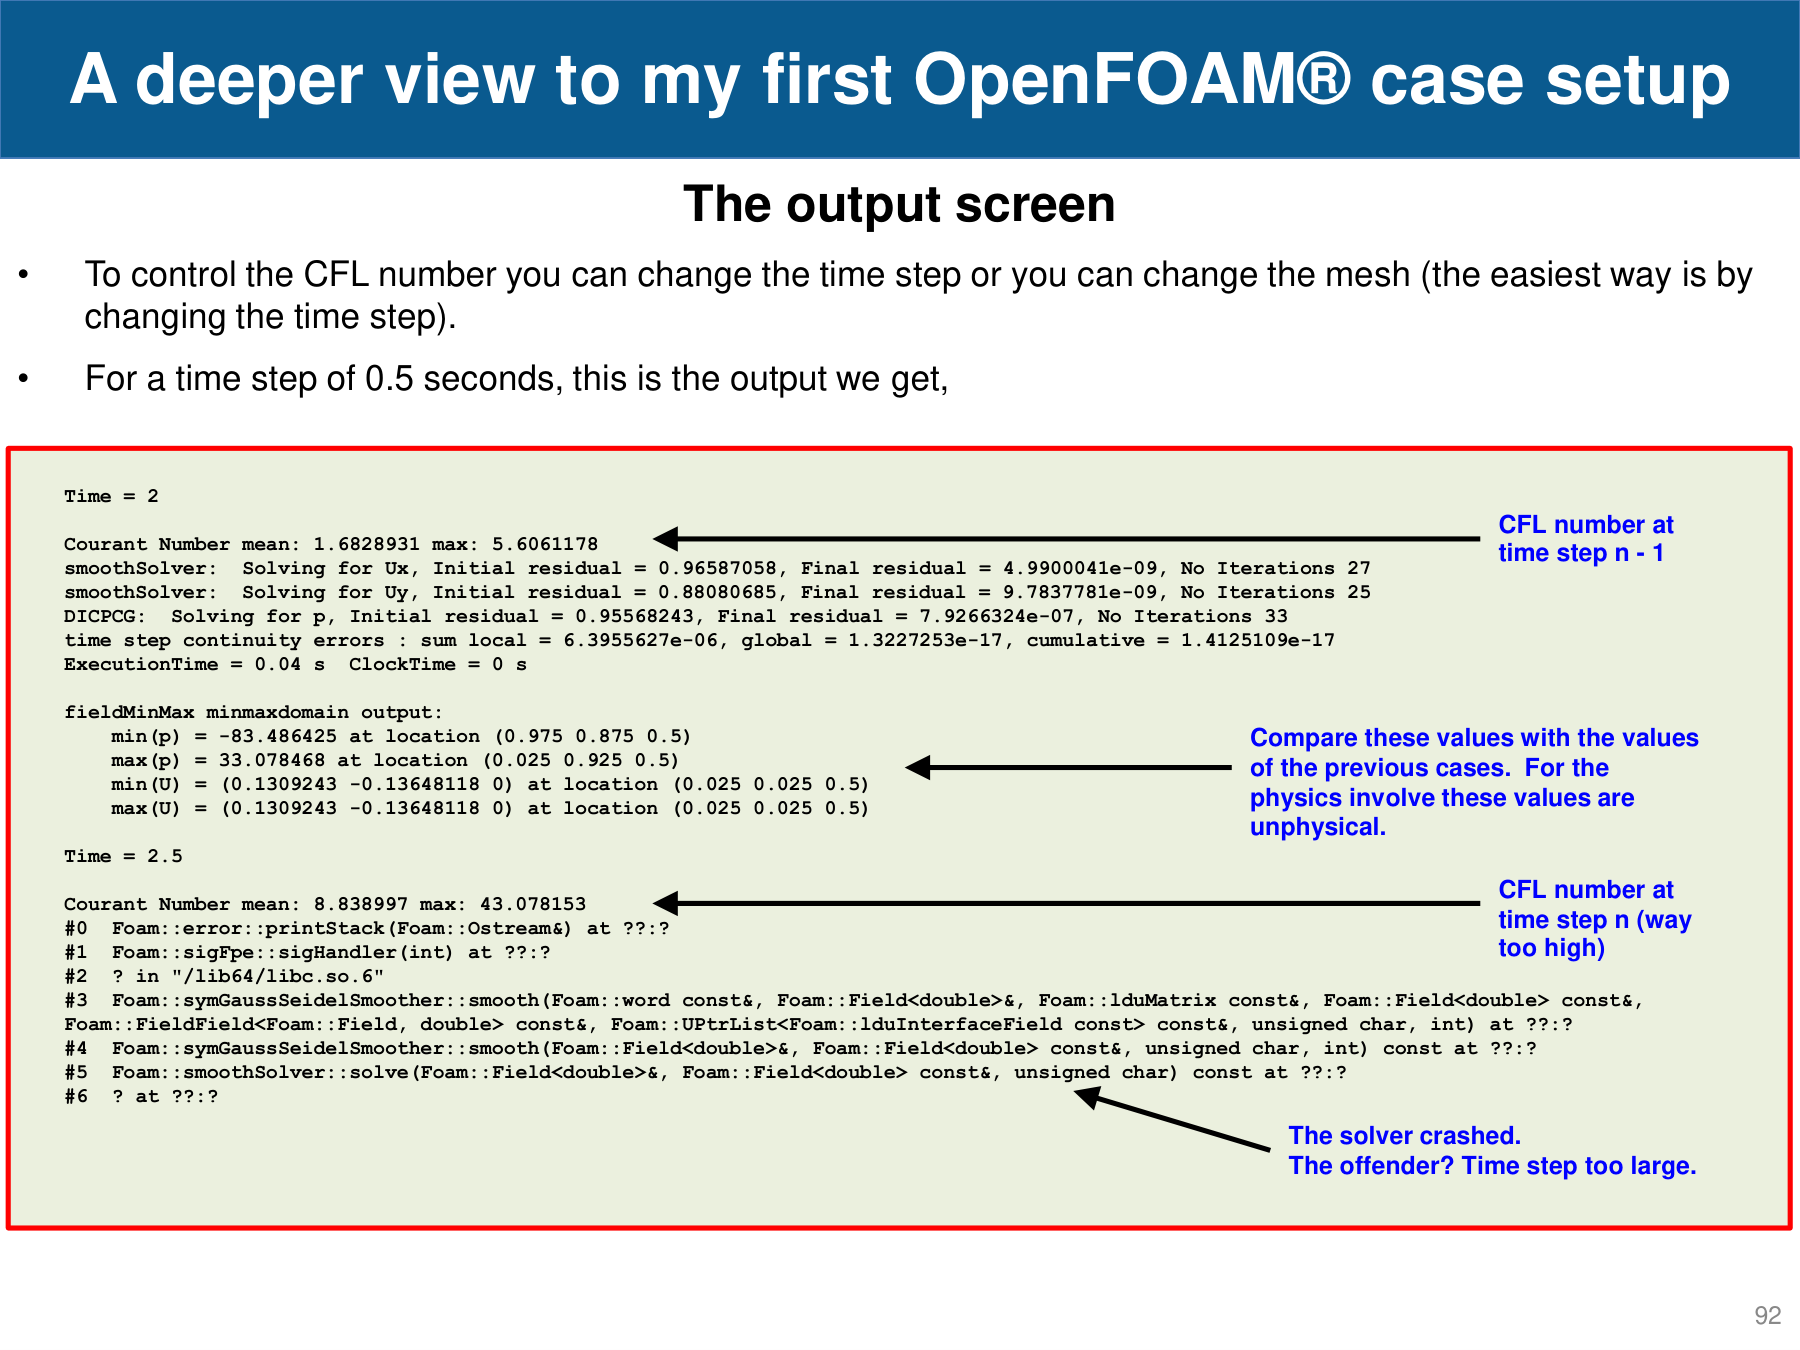 A deeper view to my first OpenFOAM® case setup
The output screen
• To control the CFL number you can change the time step or you can change the mesh (the easiest way is by
changing the time step).
• For a time step of 0.5 seconds, this is the output we get,
Time = 2
CFL number at
time step n - 1
Courant Number mean: 1.6828931 max: 5.6061178
smoothSolver:  Solving for Ux, Initial residual = 0.96587058, Final residual = 4.9900041e-09, No Iterations 27
smoothSolver:  Solving for Uy, Initial residual = 0.88080685, Final residual = 9.7837781e-09, No Iterations 25
DICPCG:  Solving for p, Initial residual = 0.95568243, Final residual = 7.9266324e-07, No Iterations 33
time step continuity errors : sum local = 6.3955627e-06, global = 1.3227253e-17, cumulative = 1.4125109e-17
ExecutionTime = 0.04 s  ClockTime = 0 s
fieldMinMax minmaxdomain output:
min(p) = -83.486425 at location (0.975 0.875 0.5)
max(p) = 33.078468 at location (0.025 0.925 0.5)
min(U) = (0.1309243 -0.13648118 0) at location (0.025 0.025 0.5)
max(U) = (0.1309243 -0.13648118 0) at location (0.025 0.025 0.5)
Compare these values with the values
of the previous cases.  For the
physics involve these values are
unphysical.
Time = 2.5
Courant Number mean: 8.838997 max: 43.078153
CFL number at
time step n (way
too high)
#0  Foam::error::printStack(Foam::Ostream&) at ??:?
#1  Foam::sigFpe::sigHandler(int) at ??:?
#2  ? in "/lib64/libc.so.6"
#3  Foam::symGaussSeidelSmoother::smooth(Foam::word const&, Foam::Field<double>&, Foam::lduMatrix const&, Foam::Field<double> const&,
Foam::FieldField<Foam::Field, double> const&, Foam::UPtrList<Foam::lduInterfaceField const> const&, unsigned char, int) at ??:?
#4  Foam::symGaussSeidelSmoother::smooth(Foam::Field<double>&, Foam::Field<double> const&, unsigned char, int) const at ??:?
#5  Foam::smoothSolver::solve(Foam::Field<double>&, Foam::Field<double> const&, unsigned char) const at ??:?
#6  ? at ??:?
The solver crashed.
The offender? Time step too large.
92